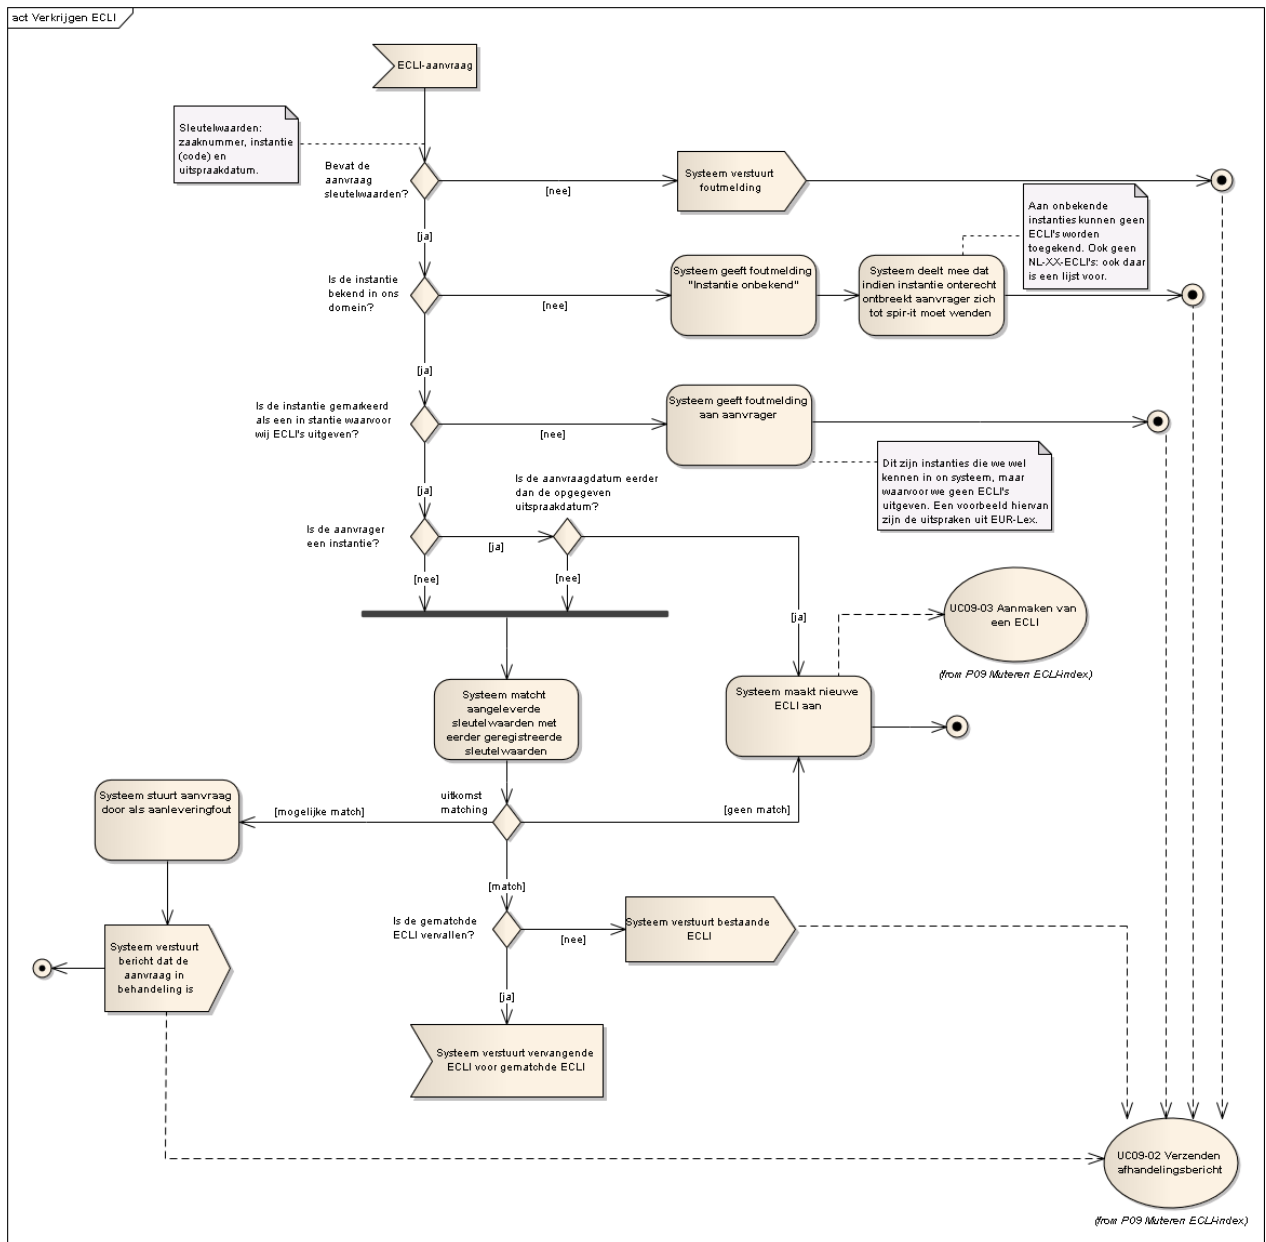 act Verkrijgen ECLI
ECLI-aanvraag
Sleutelwaarden:
zaaknummer, instantie
(code) en
uitspraakdatum.
Bevat de
aanvraag
sleutelwaarden?
[nee]
Systeem verstuurt
foutmelding
[ja]
Aan onbekende
instanties kunnen geen
ECLI's worden
toegekend. Ook geen
NL-XX-ECLI's: ook daar
is een lijst voor.
Is de instantie
bekend in ons
domein?
[nee]
Systeem geeft foutmelding
"Instantie onbekend"
Systeem deelt mee dat
indien instantie onterecht
ontbreekt aanvrager zich
tot spir-it moet wenden
[ja]
Is de instantie gemarkeerd
als een in stantie waarvoor
wij ECLI's uitgeven?
[nee]
Systeem geeft foutmelding
aan aanvrager
Dit zijn instanties die we wel
kennen in on systeem, maar
waarvoor we geen ECLI's
uitgeven. Een voorbeeld hiervan
zijn de uitspraken uit EUR-Lex.
[ja]
Is de aanvraagdatum eerder
dan de opgegeven
uitspraakdatum?
Is de aanvrager
een instantie?
[ja]
[nee]
[nee]
[ja]
UC09-03 Aanmaken van
een ECLI
(from P09 Muteren ECLI-index)
Systeem matcht
aangeleverde
sleutelwaarden met
eerder geregistreerde
sleutelwaarden
Systeem maakt nieuwe
ECLI aan
Systeem stuurt aanvraag
door als aanleveringfout
[mogelijke match]
uitkomst
matching
[geen match]
[match]
Is de gematchde
ECLI vervallen?
[nee]
Systeem verstuurt bestaande
ECLI
Systeem verstuurt
bericht dat de
aanvraag in
behandeling is
[ja]
Systeem verstuurt vervangende
ECLI voor gematchde ECLI
UC09-02 Verzenden
afhandelingsbericht
(from P09 Muteren ECLI-index)